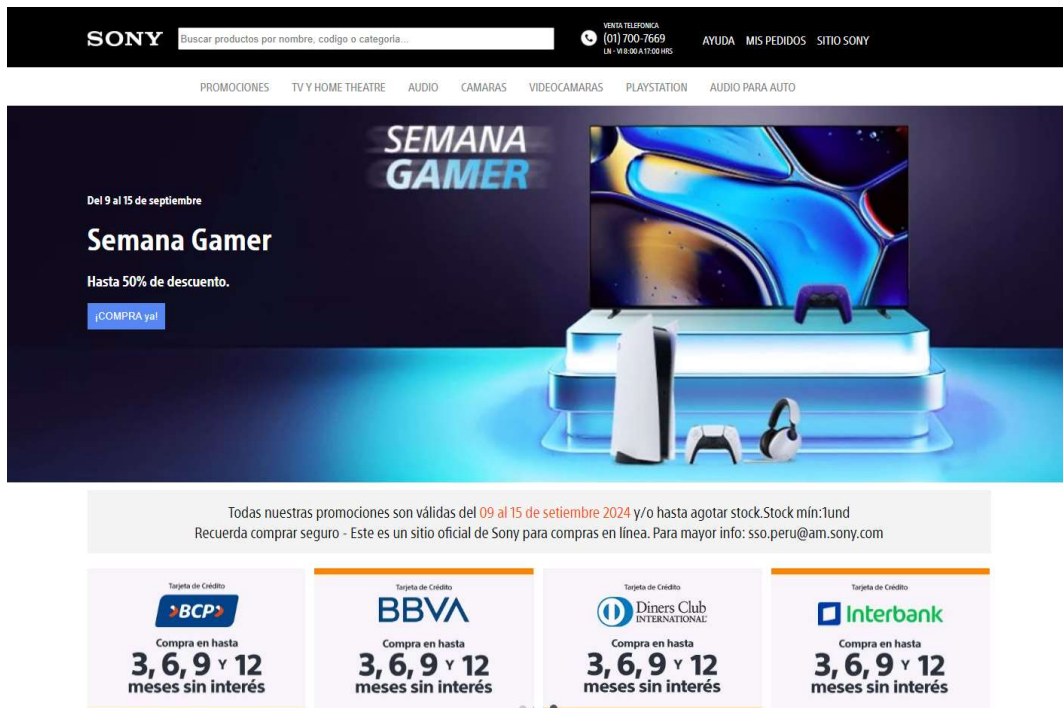 SONY
Buscar productos por nombre, codigo o categoria...
VENTA TELEFONICA
(01) 700-7669
LN - VI 8:00 A 17:00 HRS
AYUDA MIS PEDIDOS SITIO SONY
PROMOCIONES TV Y HOME THEATRE AUDIO CAMARAS VIDEOCAMARAS PLAYSTATION AUDIO PARA AUTO
SEMANA
GAMER
Del 9 al 15 de septiembre
Semana Gamer
Hasta 50% de descuento.
¡COMPRA ya!
Todas nuestras promociones son válidas del 09 al 15 de setiembre 2024 y/o hasta agotar stock.Stock mín:1und
Recuerda comprar seguro - Este es un sitio oficial de Sony para compras en línea. Para mayor info: sso.peru@am.sony.com
Tarjeta de Crédito
BCP
Compra en hasta
3, 6, 9 Y 12
meses sin interés
Tarjeta de Crédito
BBVA
Compra en hasta
3, 6, 9 Y 12
meses sin interés
Tarjeta de Crédito
Diners Club
INTERNATIONAL
Compra en hasta
3, 6, 9 Y 12
meses sin interés
Tarjeta de Crédito
Interbank
Compra en hasta
3, 6, 9 Y 12
meses sin interés